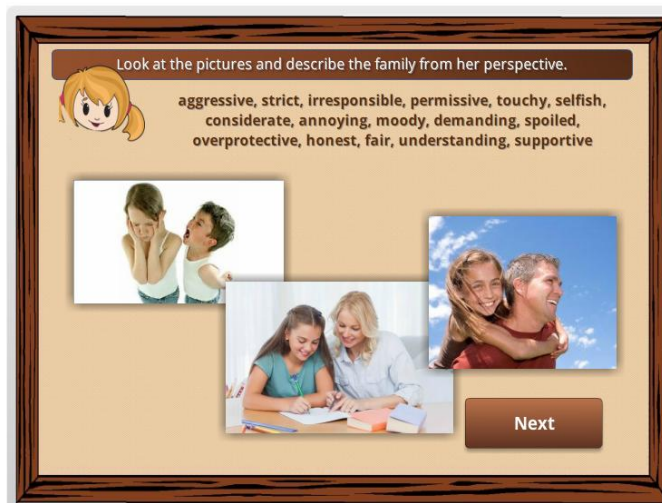 Look at the pictures and describe the family from her perspective.
aggressive, strict, irresponsible, permissive, touchy, selfish,
considerate, annoying, moody, demanding, spoiled,
overprotective, honest, fair, understanding, supportive
Next